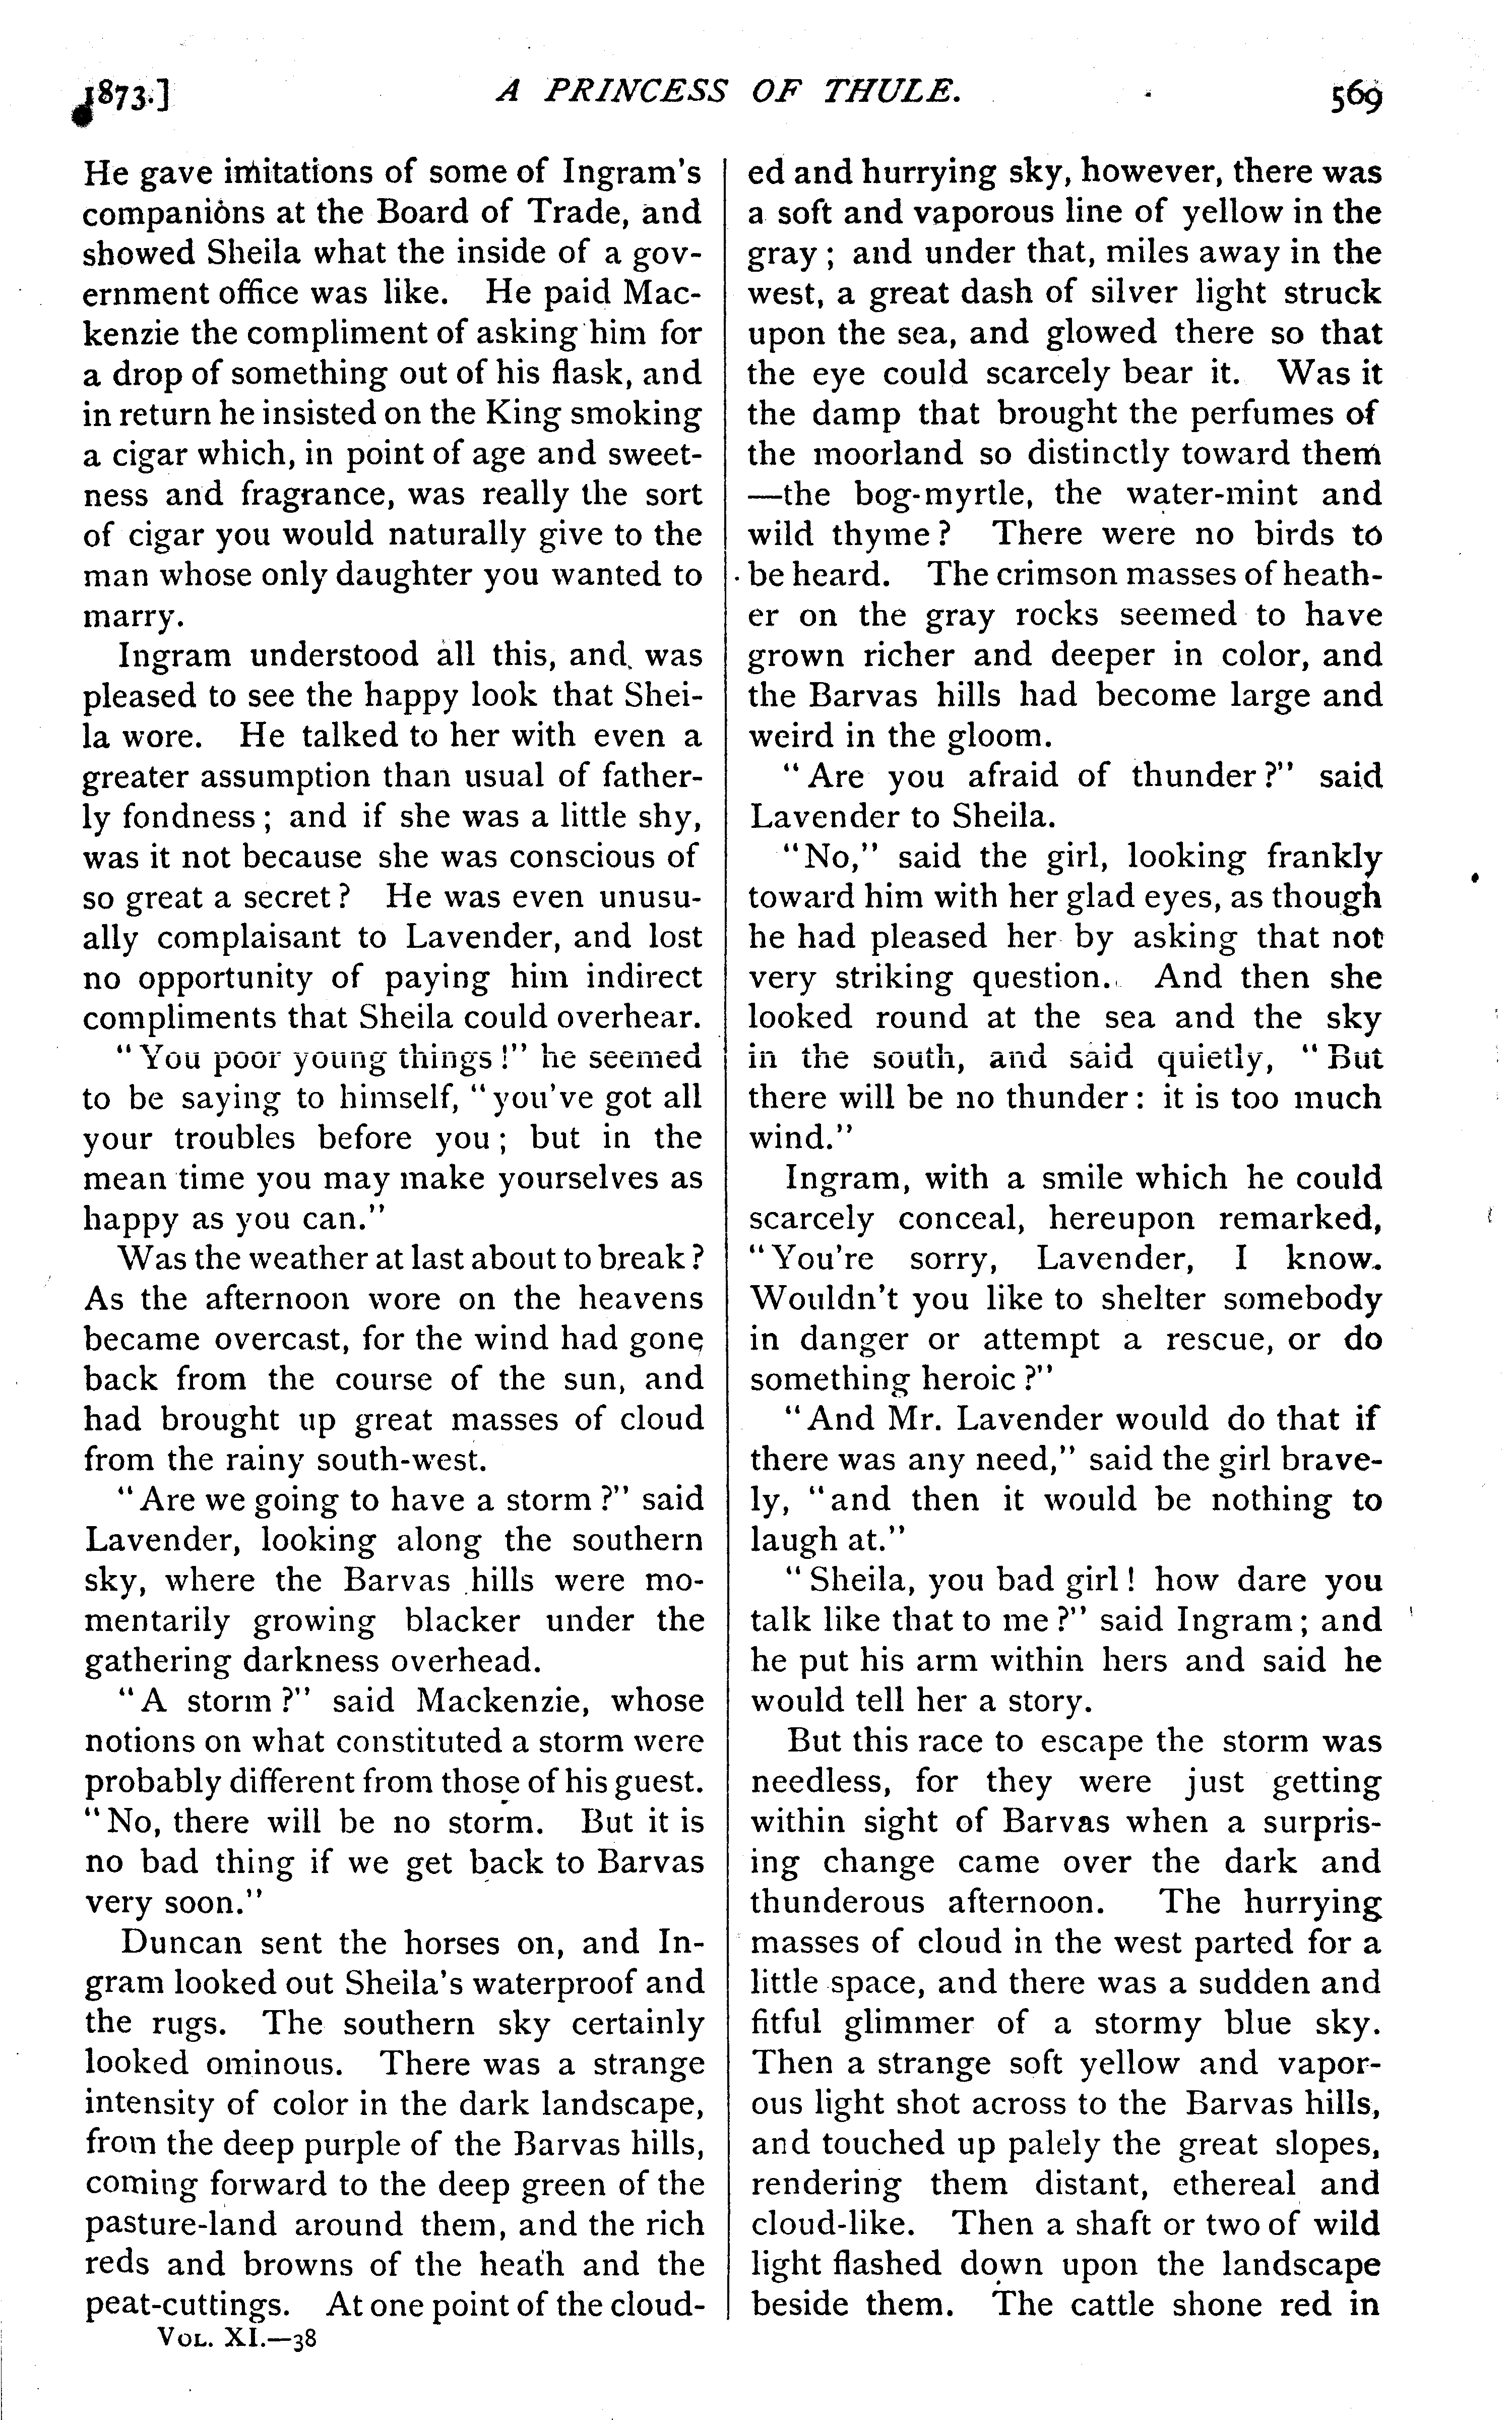 1873.] A PRINCESS OF THULE. 569
He gave imitations of some of Ingram's
companions at the Board of Trade, and
showed Sheila what the inside of a gov-
ernment office was like. He paid Mac-
kenzie the compliment of asking him for
a drop of something out of his flask, and
in return he insisted on the King smoking
a cigar which, in point of age and sweet-
ness and fragrance, was really the sort
of cigar you would naturally give to the
man whose only daughter you wanted to
marry.
Ingram understood all this, and was
pleased to see the happy look that Shei-
la wore. He talked to her with even a
greater assumption than usual of father-
ly fondness; and if she was a little shy,
was it not because she was conscious of
so great a secret? He was even unusu-
ally complaisant to Lavender, and lost
no opportunity of paying him indirect
compliments that Sheila could overhear.
"You poor young things!" he seemed
to be saying to himself, "you've got all
your troubles before you; but in the
mean time you may make yourselves as
happy as you can."
Was the weather at last about to break?
As the afternoon wore on the heavens
became overcast, for the wind had gone
back from the course of the sun, and
had brought up great masses of cloud
from the rainy south-west.
"Are we going to have a storm?" said
Lavender, looking along the southern
sky, where the Barvas hills were mo-
mentarily growing blacker under the
gathering darkness overhead.
"A storm?" said Mackenzie, whose
notions on what constituted a storm were
probably different from those of his guest.
"No, there will be no storm. But it is
no bad thing if we get back to Barvas
very soon."
Duncan sent the horses on, and In-
gram looked out Sheila's waterproof and
the rugs. The southern sky certainly
looked ominous. There was a strange
intensity of color in the dark landscape,
from the deep purple of the Barvas hills,
coming forward to the deep green of the
pasture-land around them, and the rich
reds and browns of the heath and the
peat-cuttings. At one point of the cloud-
VOL. XI.—38
ed and hurrying sky, however, there was
a soft and vaporous line of yellow in the
gray; and under that, miles away in the
west, a great dash of silver light struck
upon the sea, and glowed there so that
the eye could scarcely bear it. Was it
the damp that brought the perfumes of
the moorland so distinctly toward them
—the bog-myrtle, the water-mint and
wild thyme? There were no birds to
be heard. The crimson masses of heath-
er on the gray rocks seemed to have
grown richer and deeper in color, and
the Barvas hills had become large and
weird in the gloom.
"Are you afraid of thunder?" said
Lavender to Sheila.
"No," said the girl, looking frankly
toward him with her glad eyes, as though
he had pleased her by asking that not
very striking question. And then she
looked round at the sea and the sky
in the south, and said quietly, "But
there will be no thunder: it is too much
wind."
Ingram, with a smile which he could
scarcely conceal, hereupon remarked,
"You're sorry, Lavender, I know.
Wouldn't you like to shelter somebody
in danger or attempt a rescue, or do
something heroic?"
"And Mr. Lavender would do that if
there was any need," said the girl brave-
ly, "and then it would be nothing to
laugh at."
"Sheila, you bad girl! how dare you
talk like that to me?" said Ingram; and
he put his arm within hers and said he
would tell her a story.
But this race to escape the storm was
needless, for they were just getting
within sight of Barvas when a surpris-
ing change came over the dark and
thunderous afternoon. The hurrying
masses of cloud in the west parted for a
little space, and there was a sudden and
fitful glimmer of a stormy blue sky.
Then a strange soft yellow and vapor-
ous light shot across to the Barvas hills,
and touched up palely the great slopes,
rendering them distant, ethereal and
cloud-like. Then a shaft or two of wild
light flashed down upon the landscape
beside them. The cattle shone red in